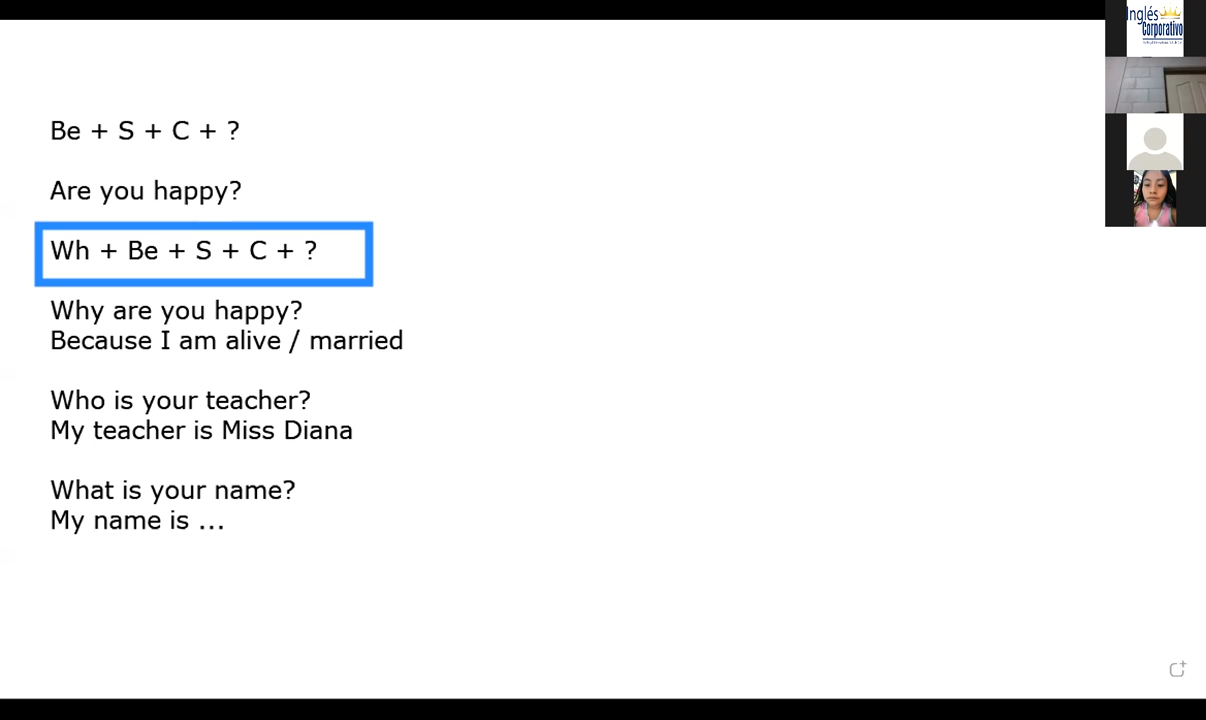 Be + S + C + ?
Are you happy?
Wh + Be + S + C + ?
Why are you happy?
Because I am alive / married
Who is your teacher?
My teacher is Miss Diana
What is your name?
My name is ...
Inglés
Corporativo